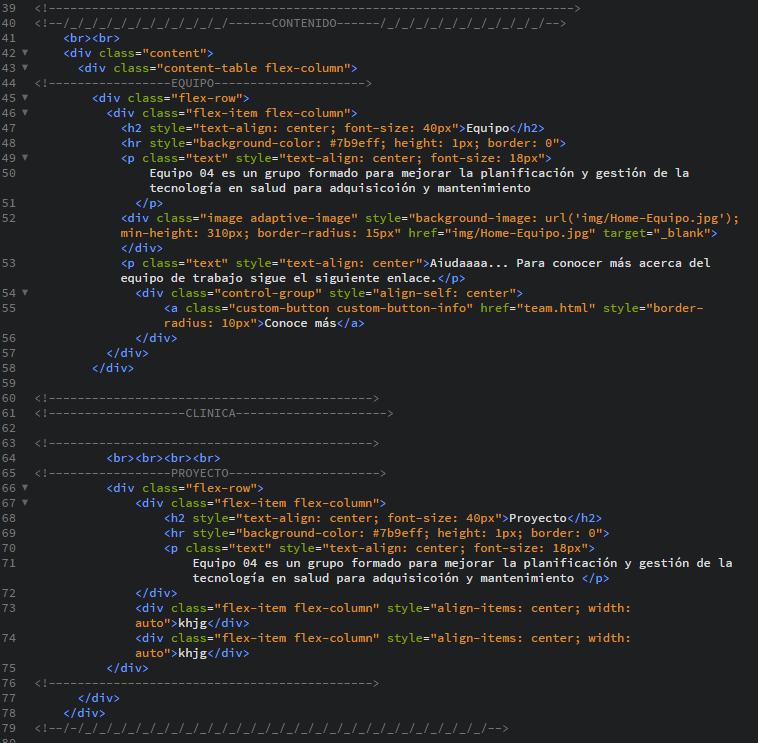 39 <!-------------------------------------------------------------------------->
40 <!--/_/_/_/_/_/_/_/_/_/_/_/------CONTENIDO------/_/_/_/_/_/_/_/_/_/_/_/-->
41 <br><br>
42 <div class="content">
43 <div class="content-table flex-column">
44 <!-----------------EQUIPO--------------------->
45 <div class="flex-row">
46 <div class="flex-item flex-column">
47 <h2 style="text-align: center; font-size: 40px">Equipo</h2>
48 <hr style="background-color: #7b9eff; height: 1px; border: 0">
49 <p class="text" style="text-align: center; font-size: 18px">
50 Equipo 04 es un grupo formado para mejorar la planificación y gestión de la
tecnología en salud para adquisicoión y mantenimiento
51 </p>
52 <div class="image adaptive-image" style="background-image: url('img/Home-Equipo.jpg');
min-height: 310px; border-radius: 15px" href="img/Home-Equipo.jpg" target="_blank">
</div>
53 <p class="text" style="text-align: center">Aiudaaaa... Para conocer más acerca del
equipo de trabajo sigue el siguiente enlace.</p>
54 <div class="control-group" style="align-self: center">
55 <a class="custom-button custom-button-info" href="team.html" style="border-
radius: 10px">Conoce más</a>
56 </div>
57 </div>
58 </div>
59
60 <!--------------------------------------------->
61 <!-------------------CLINICA--------------------->
62
63 <!--------------------------------------------->
64 <br><br><br><br>
65 <!-----------------PROYECTO--------------------->
66 <div class="flex-row">
67 <div class="flex-item flex-column">
68 <h2 style="text-align: center; font-size: 40px">Proyecto</h2>
69 <hr style="background-color: #7b9eff; height: 1px; border: 0">
70 <p class="text" style="text-align: center; font-size: 18px">
71 Equipo 04 es un grupo formado para mejorar la planificación y gestión de la
tecnología en salud para adquisicoión y mantenimiento </p>
72 </div>
73 <div class="flex-item flex-column" style="align-items: center; width:
auto">khjg</div>
74 <div class="flex-item flex-column" style="align-items: center; width:
auto">khjg</div>
75 </div>
76 <!--------------------------------------------->
77 </div>
78 </div>
79 <!--/-/_/_/_/_/_/_/_/_/_/_/_/_/_/_/_/_/_/_/_/_/_/_/_/_/_/_/_/_/-->